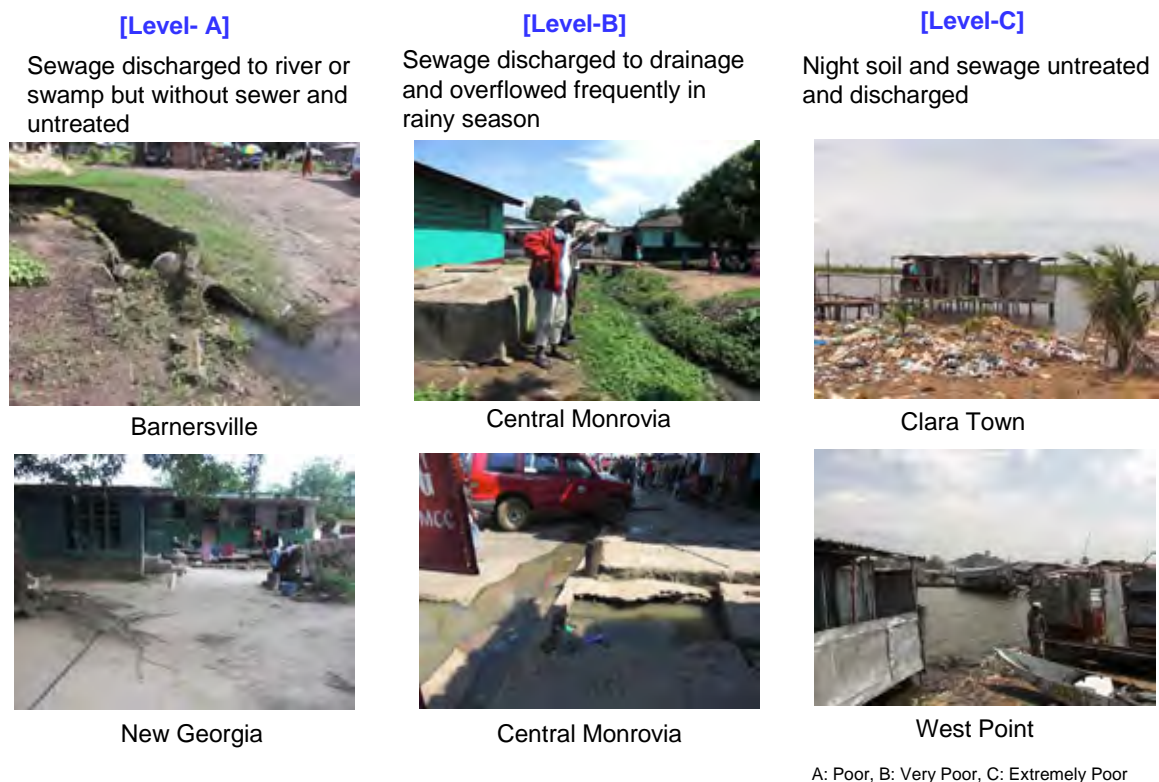 [Level- A]
Sewage discharged to river or
swamp but without sewer and
untreated
Barnersville
New Georgia
[Level-B]
Sewage discharged to drainage
and overflowed frequently in
rainy season
Central Monrovia
MCC
Central Monrovia
[Level-C]
Night soil and sewage untreated
and discharged
Clara Town
West Point
A: Poor, B: Very Poor, C: Extremely Poor